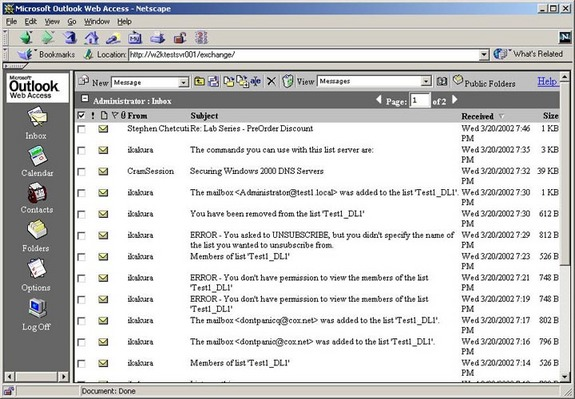 Microsoft Outlook Web Access - Netscape
File Edit View Go Window Help
Bookmarks Location: http://w2ktestsvr001/exchange/ What's Related
Microsoft
Outlook
Web Access
New Message View Messages Public Folders Help
Administrator : Inbox Page: 1 of 2
! From Subject Received Size
Stephen Chetcuti Re: Lab Series - PreOrder Discount Wed 3/20/2002 7:46 PM 1 KB
ikakura The commands you can use with this list server are: Wed 3/20/2002 7:35 PM 3 KB
CramSession Securing Windows 2000 DNS Servers Wed 3/20/2002 7:32 PM 39 KB
ikakura The mailbox <Administrator@test1.local> was added to the list 'Test1_DL1'. Wed 3/20/2002 7:30 PM 1 KB
ikakura You have been removed from the list 'Test1_DL1' Wed 3/20/2002 7:30 PM 612 B
ikakura ERROR - You asked to UNSUBSCRIBE, but you didn't specify the name of Wed 3/20/2002 7:29 PM 812 B
the list you wanted to unsubscribe from.
ikakura Members of list 'Test1_DL1' Wed 3/20/2002 7:23 PM 526 B
ikakura ERROR - You don't have permission to view the members of the list Wed 3/20/2002 7:21 PM 748 B
'Test1_DL1'
ikakura ERROR - You don't have permission to view the members of the list Wed 3/20/2002 7:19 PM 748 B
'Test1_DL1'
ikakura The mailbox <dontpanicq@cox.net> was added to the list 'Test1_DL1'. Wed 3/20/2002 7:17 PM 802 B
ikakura The mailbox <dontpanic@cox.net> was added to the list 'Test1_DL1'. Wed 3/20/2002 7:16 PM 796 B
ikakura Members of list 'Test1_DL1' Wed 3/20/2002 7:14 PM 526 B
Inbox
Calendar
Contacts
Folders
Options
Log Off
Document: Done